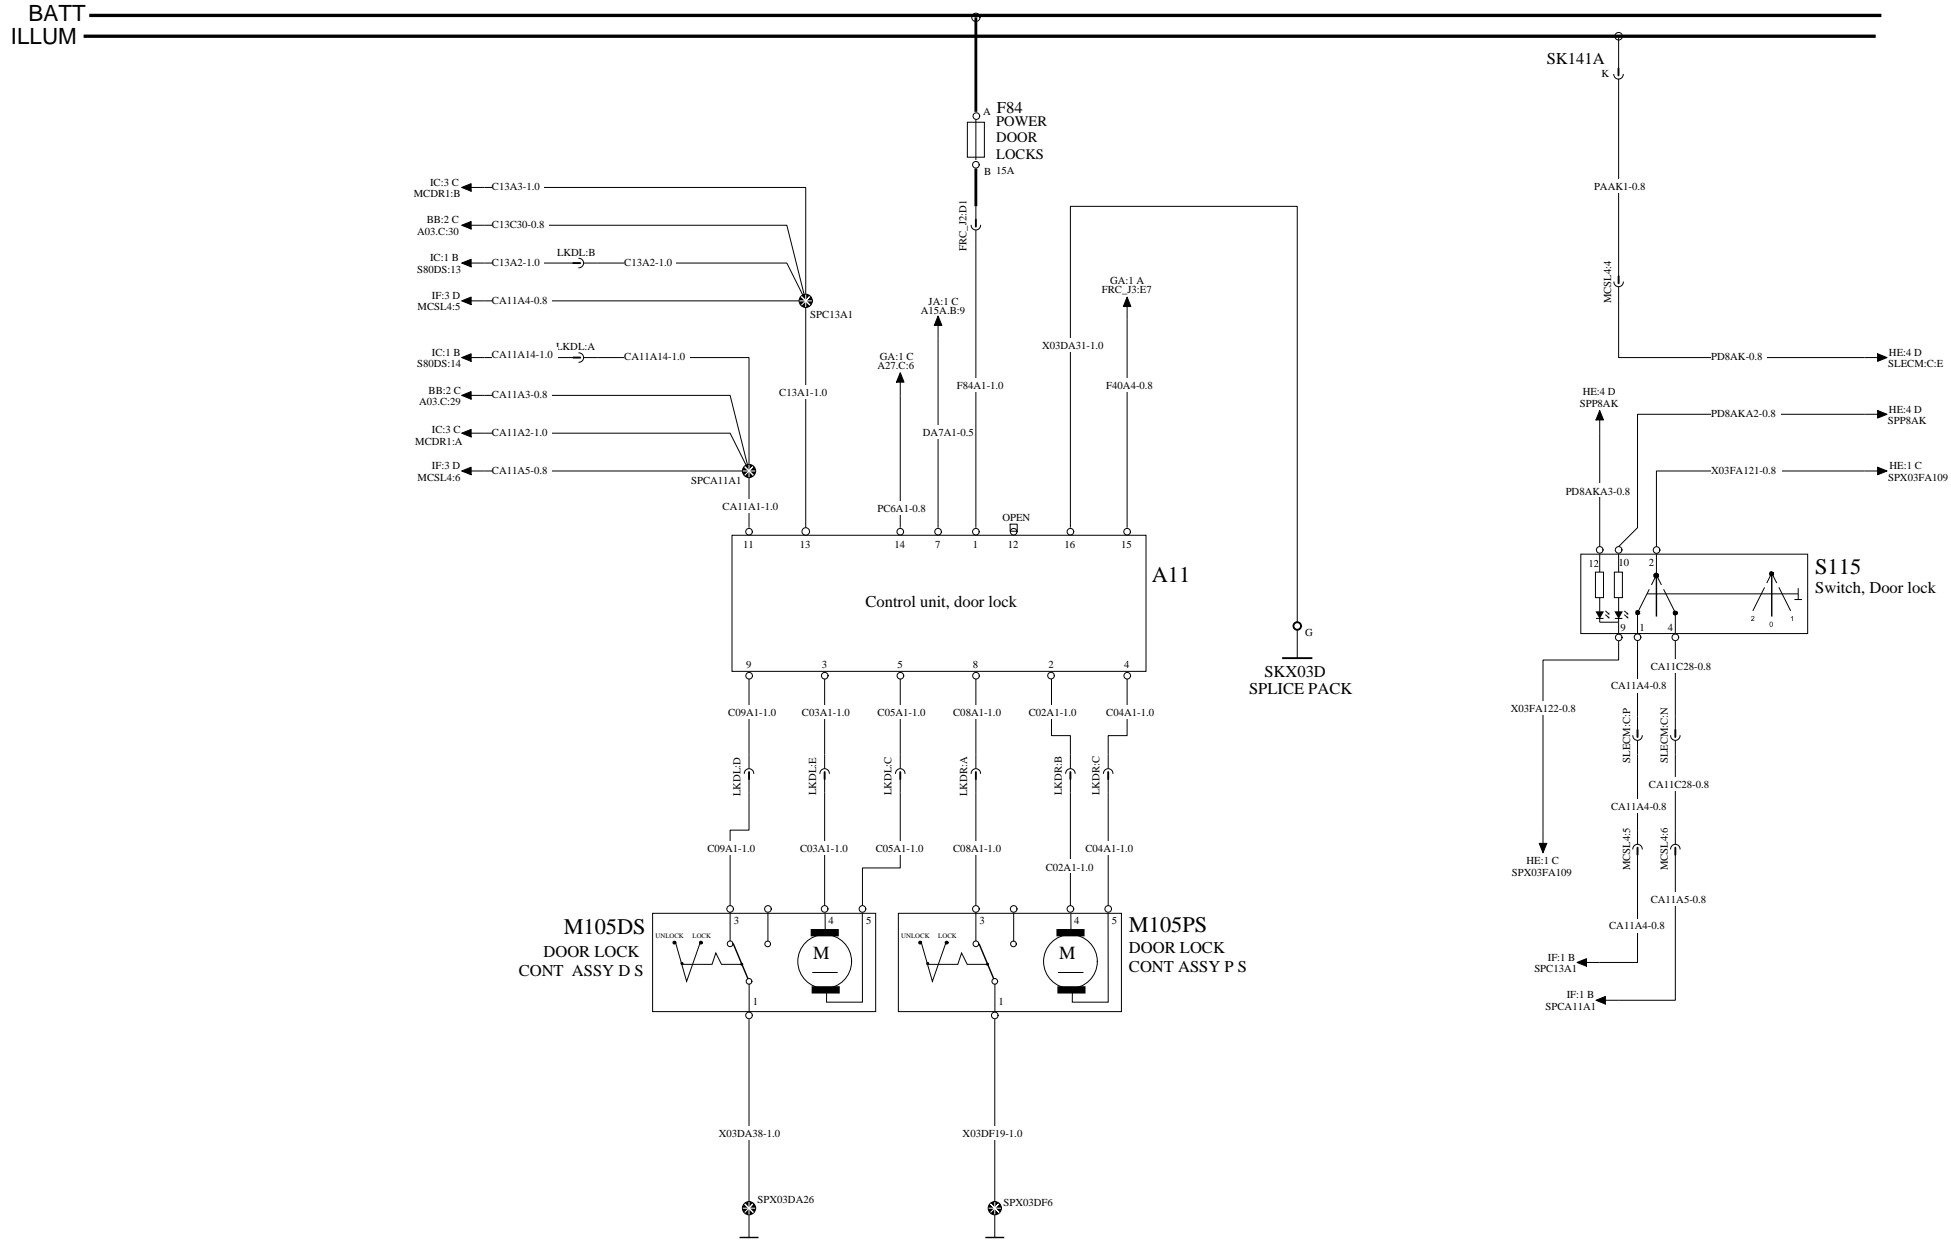 BATT
ILLUM
SK141A
K
A
F84
POWER
DOOR
LOCKS
B
15A
FRC_J2:D1
PAAK1-0.8
MCSL4:4
IC:3 C
MCDR1:B
C13A3-1.0
BB:2 C
A03.C:30
C13C30-0.8
IC:1 B
S80DS:13
C13A2-1.0
LKDL:B
C13A2-1.0
IF:3 D
MCSL4:5
CA11A4-0.8
SPC13A1
IC:1 B
S80DS:14
CA11A14-1.0
LKDL:A
CA11A14-1.0
BB:2 C
A03.C:29
CA11A3-0.8
IC:3 C
MCDR1:A
CA11A2-1.0
IF:3 D
MCSL4:6
CA11A5-0.8
SPCA11A1
CA11A1-1.0
C13A1-1.0
GA:1 C
A27.C:6
PC6A1-0.8
JA:1 C
A15A.B:9
DA7A1-0.5
F84A1-1.0
OPEN
X03DA31-1.0
GA:1 A
FRC_J3:E7
F40A4-0.8
11
13
14
7
1
12
16
15
A11
Control unit, door lock
9
3
5
8
2
4
G
SKX03D
SPLICE PACK
PD8AK-0.8
HE:4 D
SLECM:C:E
HE:4 D
SPP8AK
PD8AKA2-0.8
HE:4 D
SPP8AK
X03FA121-0.8
HE:1 C
SPX03FA109
PD8AKA3-0.8
12
10
2
S115
Switch, Door lock
2
0
1
9
1
4
CA11C28-0.8
CA11A4-0.8
X03FA122-0.8
SLECM:C:P
SLECM:C:N
CA11C28-0.8
CA11A4-0.8
MCSL4:5
MCSL4:6
HE:1 C
SPX03FA109
CA11A5-0.8
CA11A4-0.8
IF:1 B
SPC13A1
IF:1 B
SPCA11A1
C09A1-1.0
C03A1-1.0
C05A1-1.0
C08A1-1.0
C02A1-1.0
C04A1-1.0
LKDL:D
LKDL:E
LKDL:C
LKDR:A
LKDR:B
LKDR:C
C09A1-1.0
C03A1-1.0
C05A1-1.0
C08A1-1.0
C02A1-1.0
C04A1-1.0
M105DS
DOOR LOCK
CONT ASSY D S
3
4
5
UNLOCK
LOCK
M
1
3
4
5
UNLOCK
LOCK
M
1
M105PS
DOOR LOCK
CONT ASSY P S
X03DA38-1.0
X03DF19-1.0
SPX03DA26
SPX03DF6